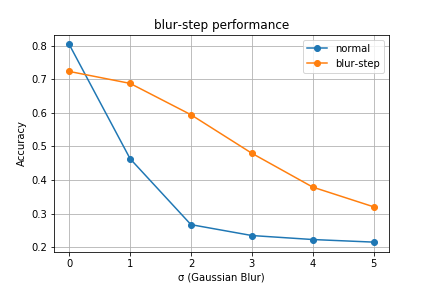 blur-step performance
normal
blur-step
Accuracy
0.8
0.7
0.6
0.5
0.4
0.3
0.2
0 1 2 3 4 5
σ (Gaussian Blur)